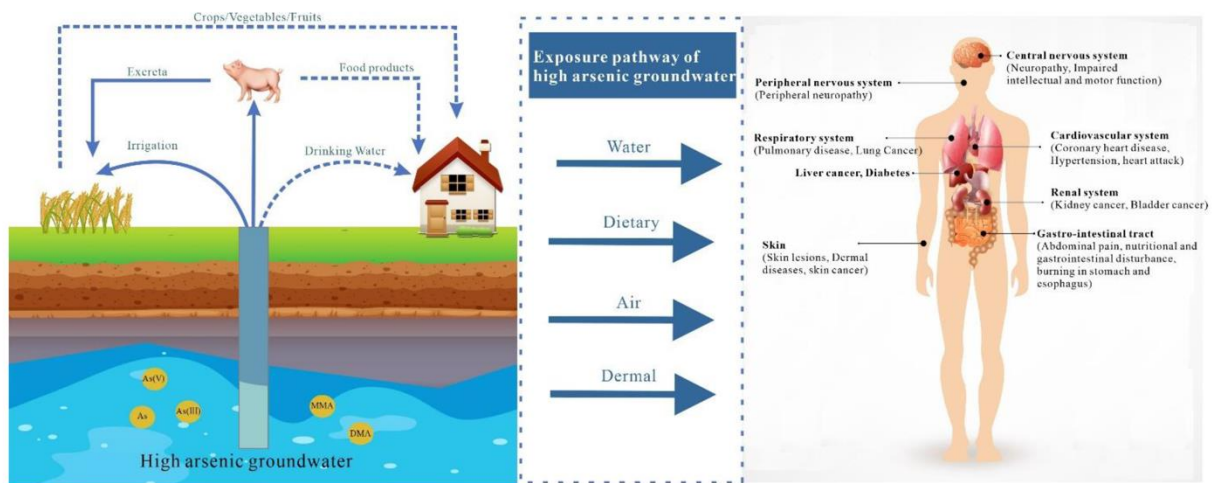 Crops/Vegetables/Fruits
Excreta
Food products
Irrigation
Drinking Water
As(V)
As
As(III)
MMA
DMA
High arsenic groundwater
Exposure pathway of
high arsenic groundwater
Water
Dietary
Air
Dermal
Central nervous system
(Neuropathy, Impaired
intellectual and motor function)
Peripheral nervous system
(Peripheral neuropathy)
Respiratory system
(Pulmonary disease, Lung Cancer)
Cardiovascular system
(Coronary heart disease,
Hypertension, heart attack)
Liver cancer, Diabetes
Renal system
(Kidney cancer, Bladder cancer)
Skin
(Skin lesions, Dermal
diseases, skin cancer)
Gastro-intestinal tract
(Abdominal pain, nutritional and
gastrointestinal disturbance,
burning in stomach and
esophagus)